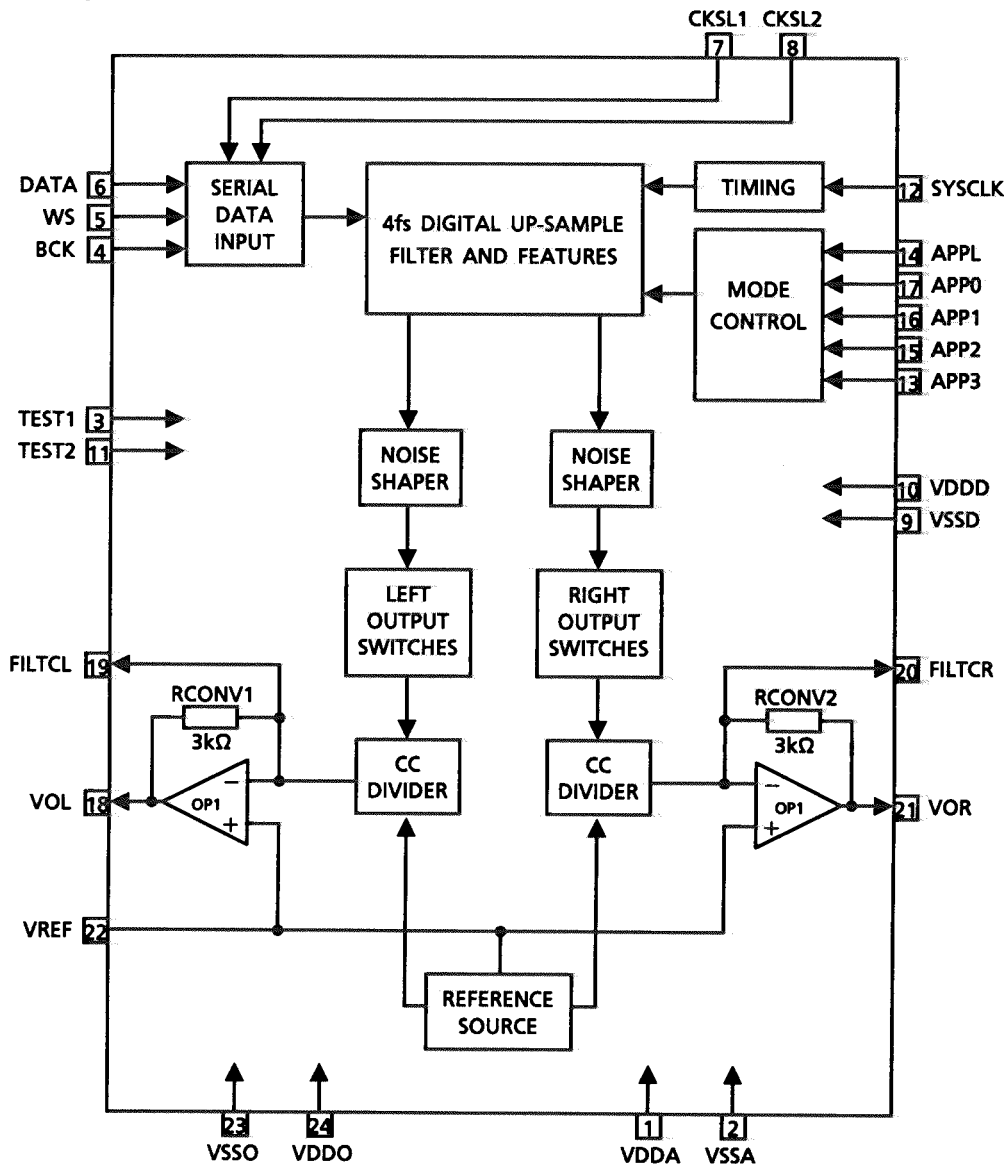 CKSL1 CKSL2
7 8
DATA 6
WS 5
BCK 4
SERIAL
DATA
INPUT
4fs DIGITAL UP-SAMPLE
FILTER AND FEATURES
TIMING
12 SYSCLK
MODE
CONTROL
14 APPL
17 APP0
16 APP1
15 APP2
13 APP3
TEST1 3
TEST2 11
NOISE
SHAPER
NOISE
SHAPER
10 VDDD
9 VSSD
LEFT
OUTPUT
SWITCHES
RIGHT
OUTPUT
SWITCHES
FILTCL 19
20 FILTCR
RCONV1
3kΩ
RCONV2
3kΩ
CC
DIVIDER
CC
DIVIDER
VOL 18
OP1
−
+
OP1
−
+
21 VOR
VREF 22
REFERENCE
SOURCE
23
VSSO
24
VDDO
1
VDDA
2
VSSA